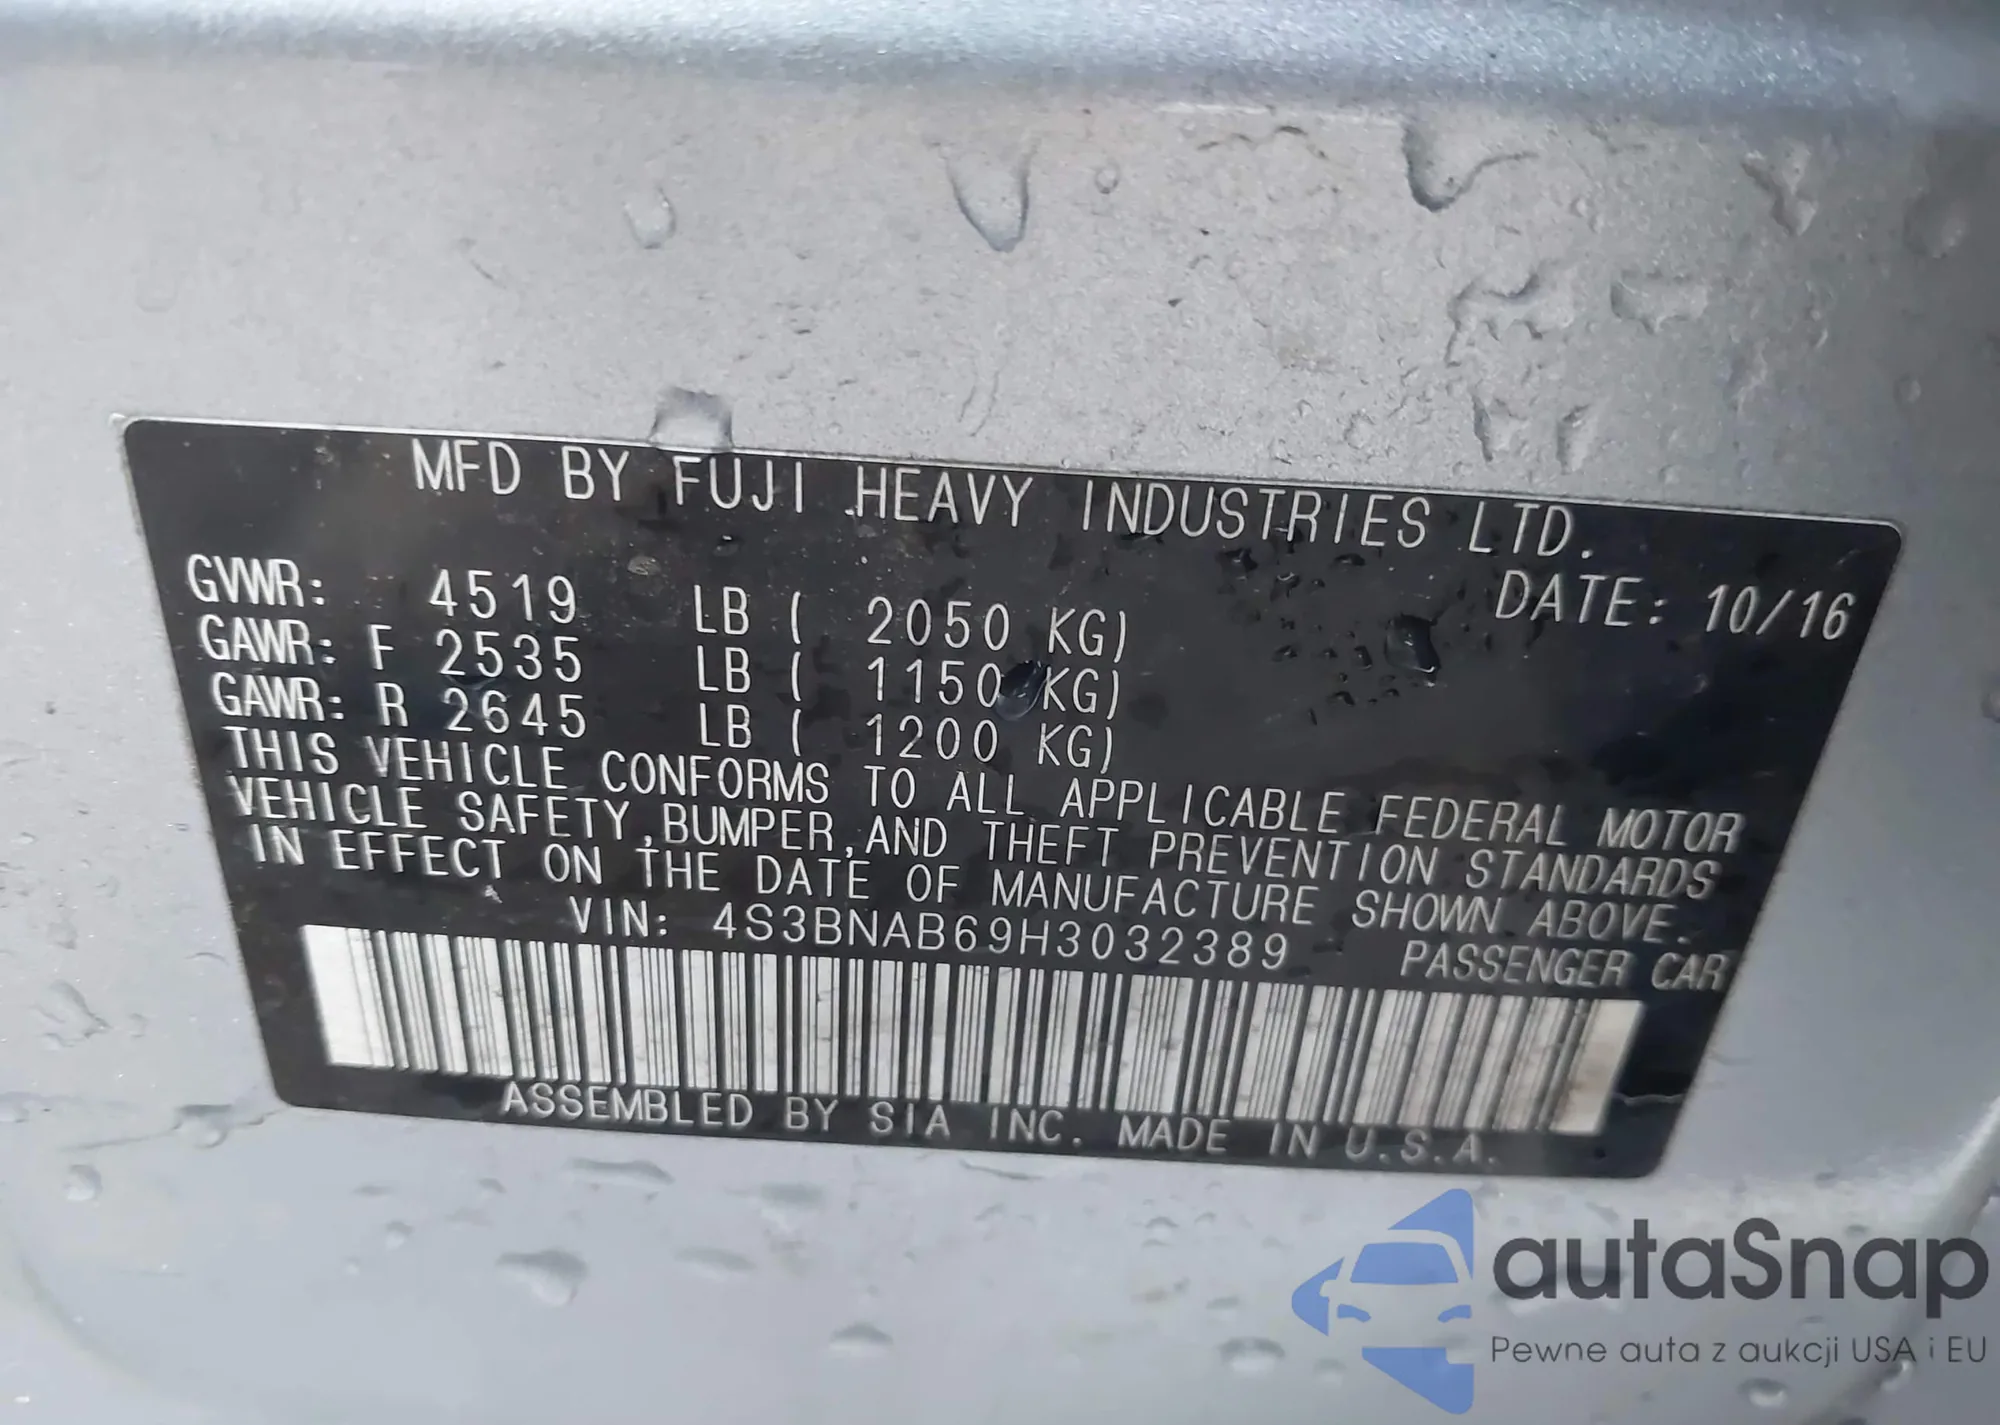 MFD BY FUJI HEAVY INDUSTRIES LTD.
DATE: 10/16
GVWR: 4519 LB ( 2050 KG)
GAWR: F 2535 LB ( 1150 KG)
GAWR: R 2645 LB ( 1200 KG)
THIS VEHICLE CONFORMS TO ALL APPLICABLE FEDERAL MOTOR
VEHICLE SAFETY,BUMPER,AND THEFT PREVENTION STANDARDS
IN EFFECT ON THE DATE OF MANUFACTURE SHOWN ABOVE.
VIN: 4S3BNAB69H3032389 PASSENGER CAR
ASSEMBLED BY SIA INC. MADE IN U.S.A.
autaSnap
Pewne auta z aukcji USA i EU